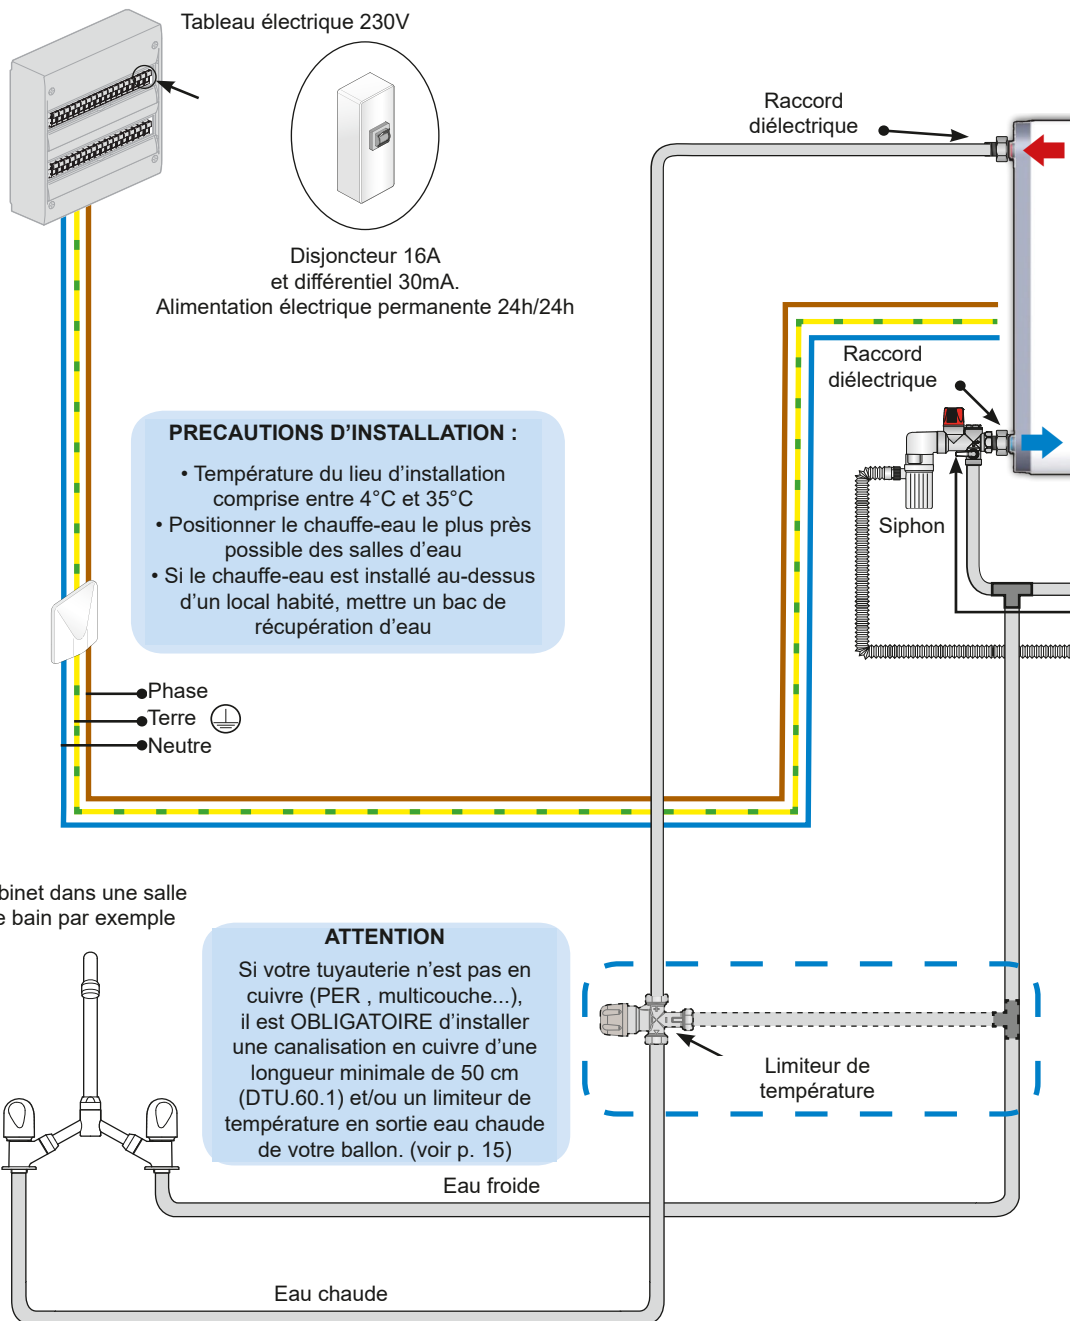 Tableau électrique 230V
Disjoncteur 16A
et différentiel 30mA.
Alimentation électrique permanente 24h/24h
Raccord
diélectrique
Raccord
diélectrique
Siphon
PRECAUTIONS D'INSTALLATION :
• Température du lieu d'installation
comprise entre 4°C et 35°C
• Positionner le chauffe-eau le plus près
possible des salles d'eau
• Si le chauffe-eau est installé au-dessus
d'un local habité, mettre un bac de
récupération d'eau
Phase
Terre
Neutre
binet dans une salle
e bain par exemple
ATTENTION
Si votre tuyauterie n'est pas en
cuivre (PER , multicouche...),
il est OBLIGATOIRE d'installer
une canalisation en cuivre d'une
longueur minimale de 50 cm
(DTU.60.1) et/ou un limiteur de
température en sortie eau chaude
de votre ballon. (voir p. 15)
Limiteur de
température
Eau froide
Eau chaude